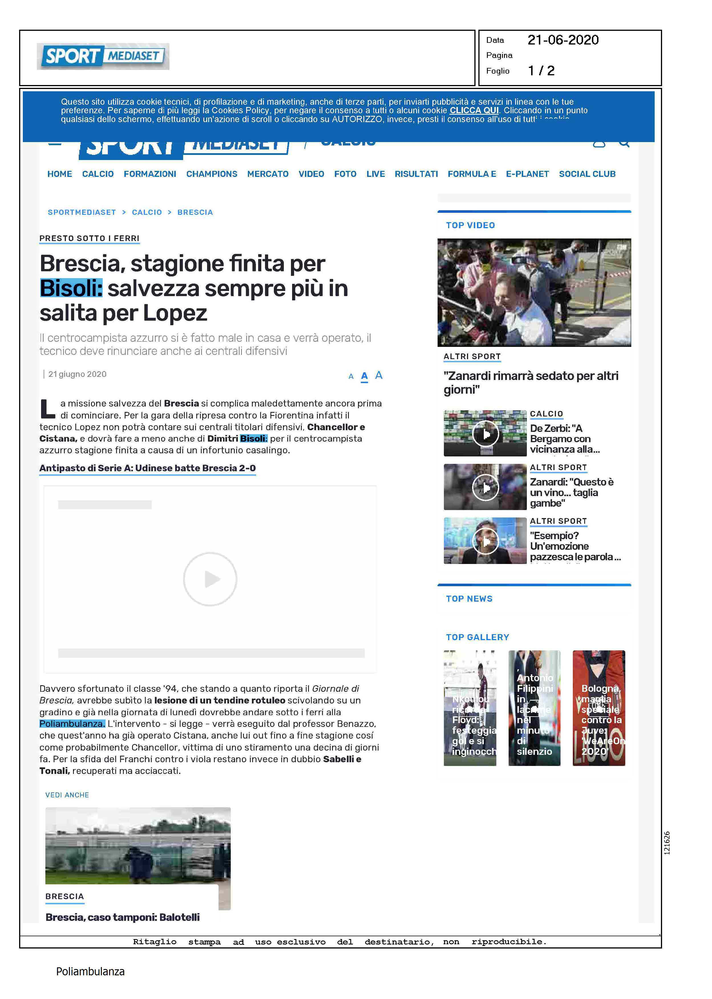 SPORT MEDIASET
Data 21-06-2020
Pagina
Foglio 1 / 2
Questo sito utilizza cookie tecnici, di profilazione e di marketing, anche di terze parti, per inviarti pubblicità e servizi in linea con le tue
preferenze. Per saperne di più leggi la Cookies Policy, per negare il consenso a tutti o alcuni cookie CLICCA QUI. Cliccando in un punto
qualsiasi dello schermo, effettuando un'azione di scroll o cliccando su AUTORIZZO, invece, presti il consenso all'uso di tutti i cookie
SPORT MEDIASET / CALCIO
HOME CALCIO FORMAZIONI CHAMPIONS MERCATO VIDEO FOTO LIVE RISULTATI FORMULA E E-PLANET SOCIAL CLUB
SPORTMEDIASET > CALCIO > BRESCIA
PRESTO SOTTO I FERRI
Brescia, stagione finita per
Bisoli: salvezza sempre più in
salita per Lopez
Il centrocampista azzurro si è fatto male in casa e verrà operato, il
tecnico deve rinunciare anche ai centrali difensivi
| 21 giugno 2020
A A A
La missione salvezza del Brescia si complica maledettamente ancora prima
di cominciare. Per la gara della ripresa contro la Fiorentina infatti il
tecnico Lopez non potrà contare sui centrali titolari difensivi, Chancellor e
Cistana, e dovrà fare a meno anche di Dimitri Bisoli: per il centrocampista
azzurro stagione finita a causa di un infortunio casalingo.
Antipasto di Serie A: Udinese batte Brescia 2-0
Davvero sfortunato il classe '94, che stando a quanto riporta il Giornale di
Brescia, avrebbe subìto la lesione di un tendine rotuleo scivolando su un
gradino e già nella giornata di lunedì dovrebbe andare sotto i ferri alla
Poliambulanza. L'intervento - si legge - verrà eseguito dal professor Benazzo,
che quest'anno ha già operato Cistana, anche lui out fino a fine stagione cosí
come probabilmente Chancellor, vittima di uno stiramento una decina di giorni
fa. Per la sfida del Franchi contro i viola restano invece in dubbio Sabelli e
Tonali, recuperati ma acciaccati.
VEDI ANCHE
BRESCIA
Brescia, caso tamponi: Balotelli
TOP VIDEO
ALTRI SPORT
"Zanardi rimarrà sedato per altri
giorni"
CALCIO
De Zerbi: "A
Bergamo con
vicinanza alla...
ALTRI SPORT
Zanardi: "Questo è
un vino... taglia
gambe"
ALTRI SPORT
"Esempio?
Un'emozione
pazzesca le parola ...
TOP NEWS
TOP GALLERY
Nkoulou
ricorda
Floyd:
festeggia
gol e si
inginocch
,
Antonio
Filippini
in
lacrime
nel
minuto
di
silenzio
Bologna,
maglia
speciale
contro la
Juve:
'WeAreOn
2020'
121626
Ritaglio stampa ad uso esclusivo del destinatario, non riproducibile.
Poliambulanza